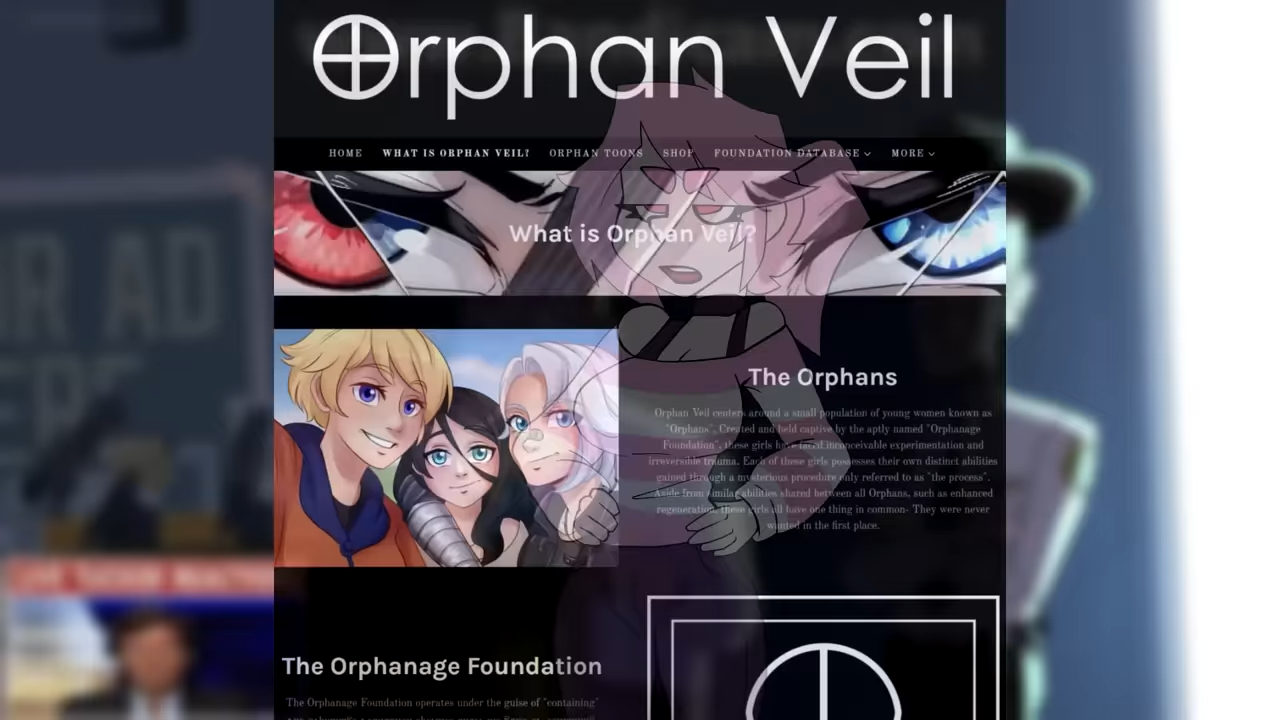 Orphan Veil
HOME WHAT IS ORPHAN VEIL? ORPHAN TOONS SHOP FOUNDATION DATABASE MORE
What is Orphan Veil?
The Orphans
Orphan Veil centers around a small population of young women known as
"Orphans". Created and held captive by the aptly named "Orphanage
Foundation", these girls have faced inconceivable experimentation and
irreversible trauma. Each of these girls possesses their own distinct abilities
gained through a mysterious procedure only referred to as "the process".
Aside from similar abilities shared between all Orphans, such as enhanced
regeneration, these girls all have one thing in common- They were never
wanted in the first place.
The Orphanage Foundation
The Orphanage Foundation operates under the guise of "containing"
AD